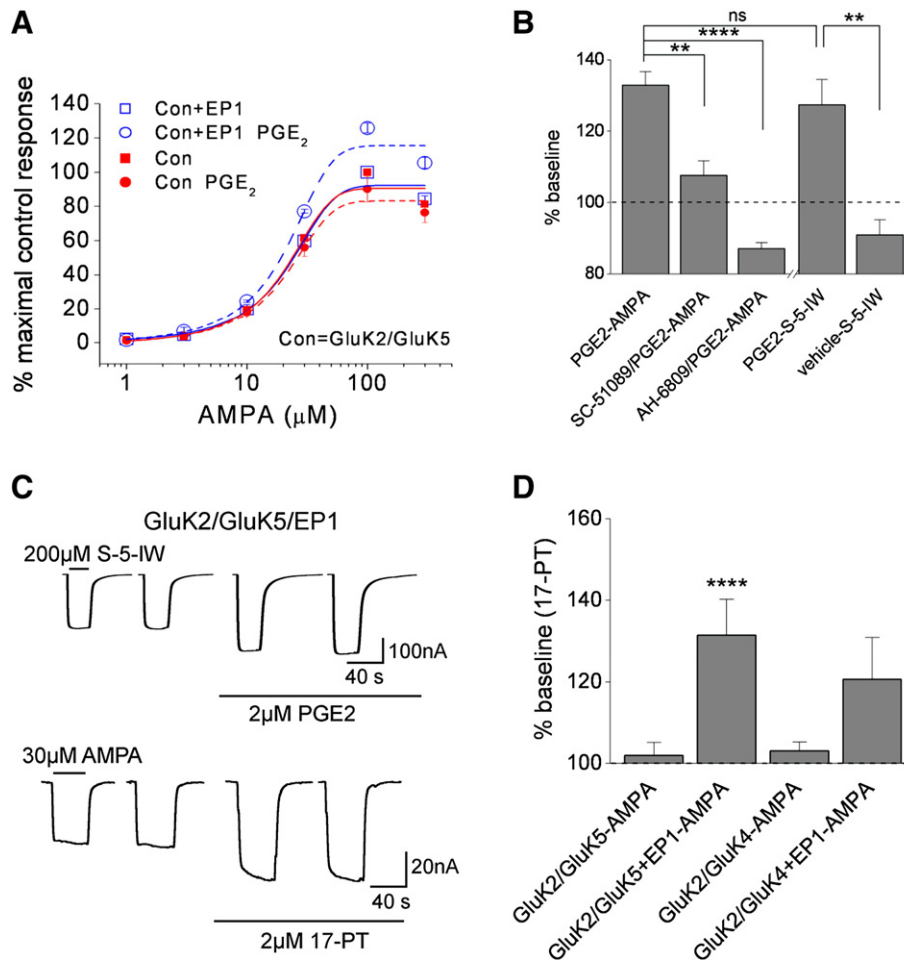 A
% maximal control response
140
120
100
80
60
40
20
0
Con+EP1
Con+EP1 PGE2
Con
Con PGE2
Con=GluK2/GluK5
1
10
100
AMPA (μM)
B
ns
****
**
**
% baseline
140
120
100
80
PGE2-AMPA
SC-51089/PGE2-AMPA
AH-6809/PGE2-AMPA
PGE2-S-5-IW
vehicle-S-5-IW
C
GluK2/GluK5/EP1
200μM S-5-IW
100nA
40 s
2μM PGE2
30μM AMPA
20nA
40 s
2μM 17-PT
D
% baseline (17-PT)
160
140
120
100
****
GluK2/GluK5-AMPA
GluK2/GluK5+EP1-AMPA
GluK2/GluK4-AMPA
GluK2/GluK4+EP1-AMPA